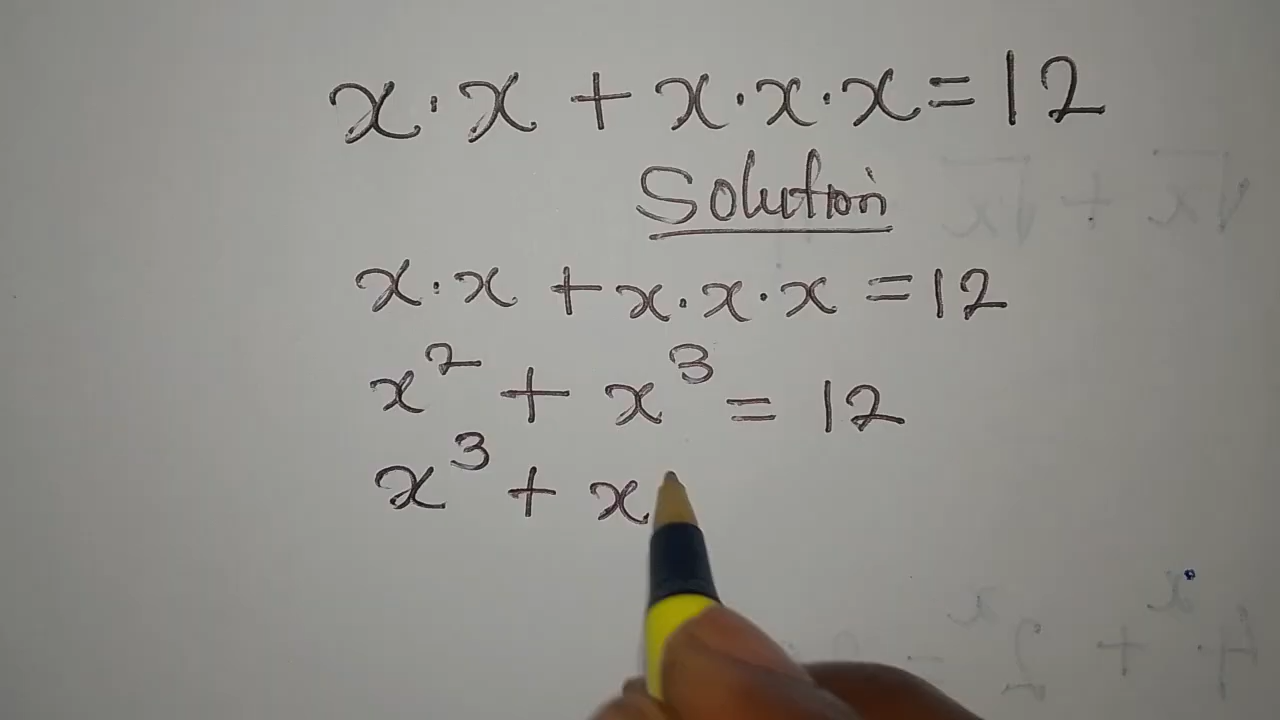 x·x + x·x·x = 12
Solution
x·x + x·x·x = 12
x² + x³ = 12
x³ + x